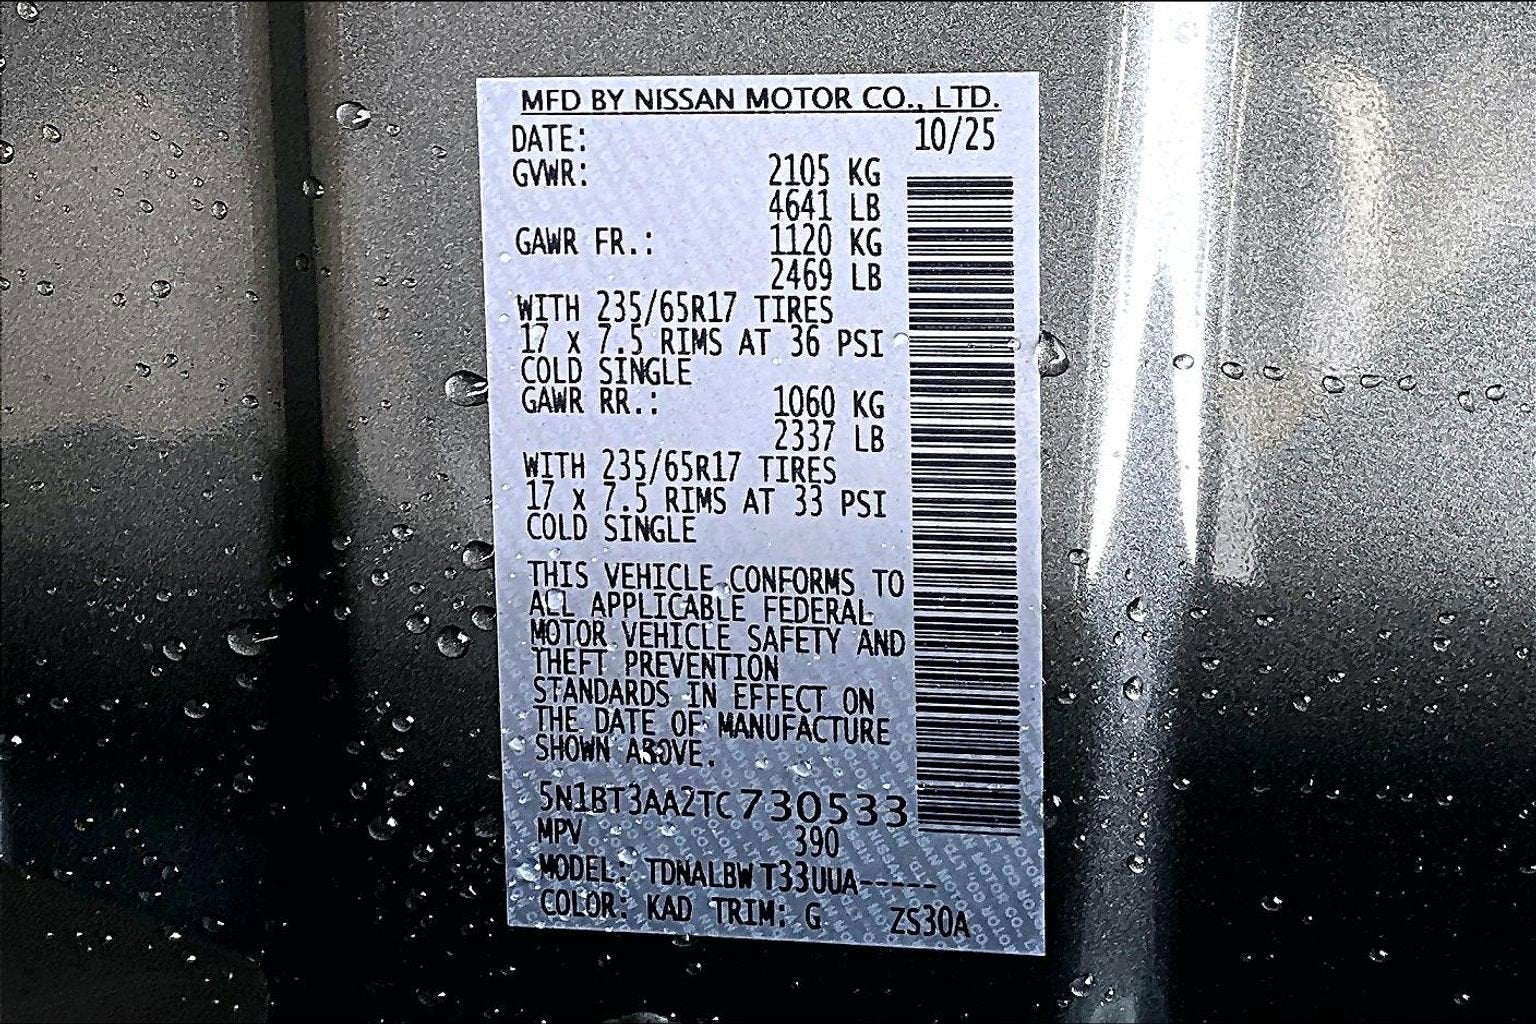 MFD BY NISSAN MOTOR CO., LTD.
DATE: 10/25
GVWR: 2105 KG
4641 LB
GAWR FR.: 1120 KG
2469 LB
WITH 235/65R17 TIRES
17 x 7.5 RIMS AT 36 PSI
COLD SINGLE
GAWR RR.: 1060 KG
2337 LB
WITH 235/65R17 TIRES
17 x 7.5 RIMS AT 33 PSI
COLD SINGLE
THIS VEHICLE CONFORMS TO
ALL APPLICABLE FEDERAL
MOTOR VEHICLE SAFETY AND
THEFT PREVENTION
STANDARDS IN EFFECT ON
THE DATE OF MANUFACTURE
SHOWN ABOVE.
5N1BT3AA2TC730533
MPV 390
MODEL: TDNALBW T33UUA-----
COLOR: KAD TRIM: G ZS30A